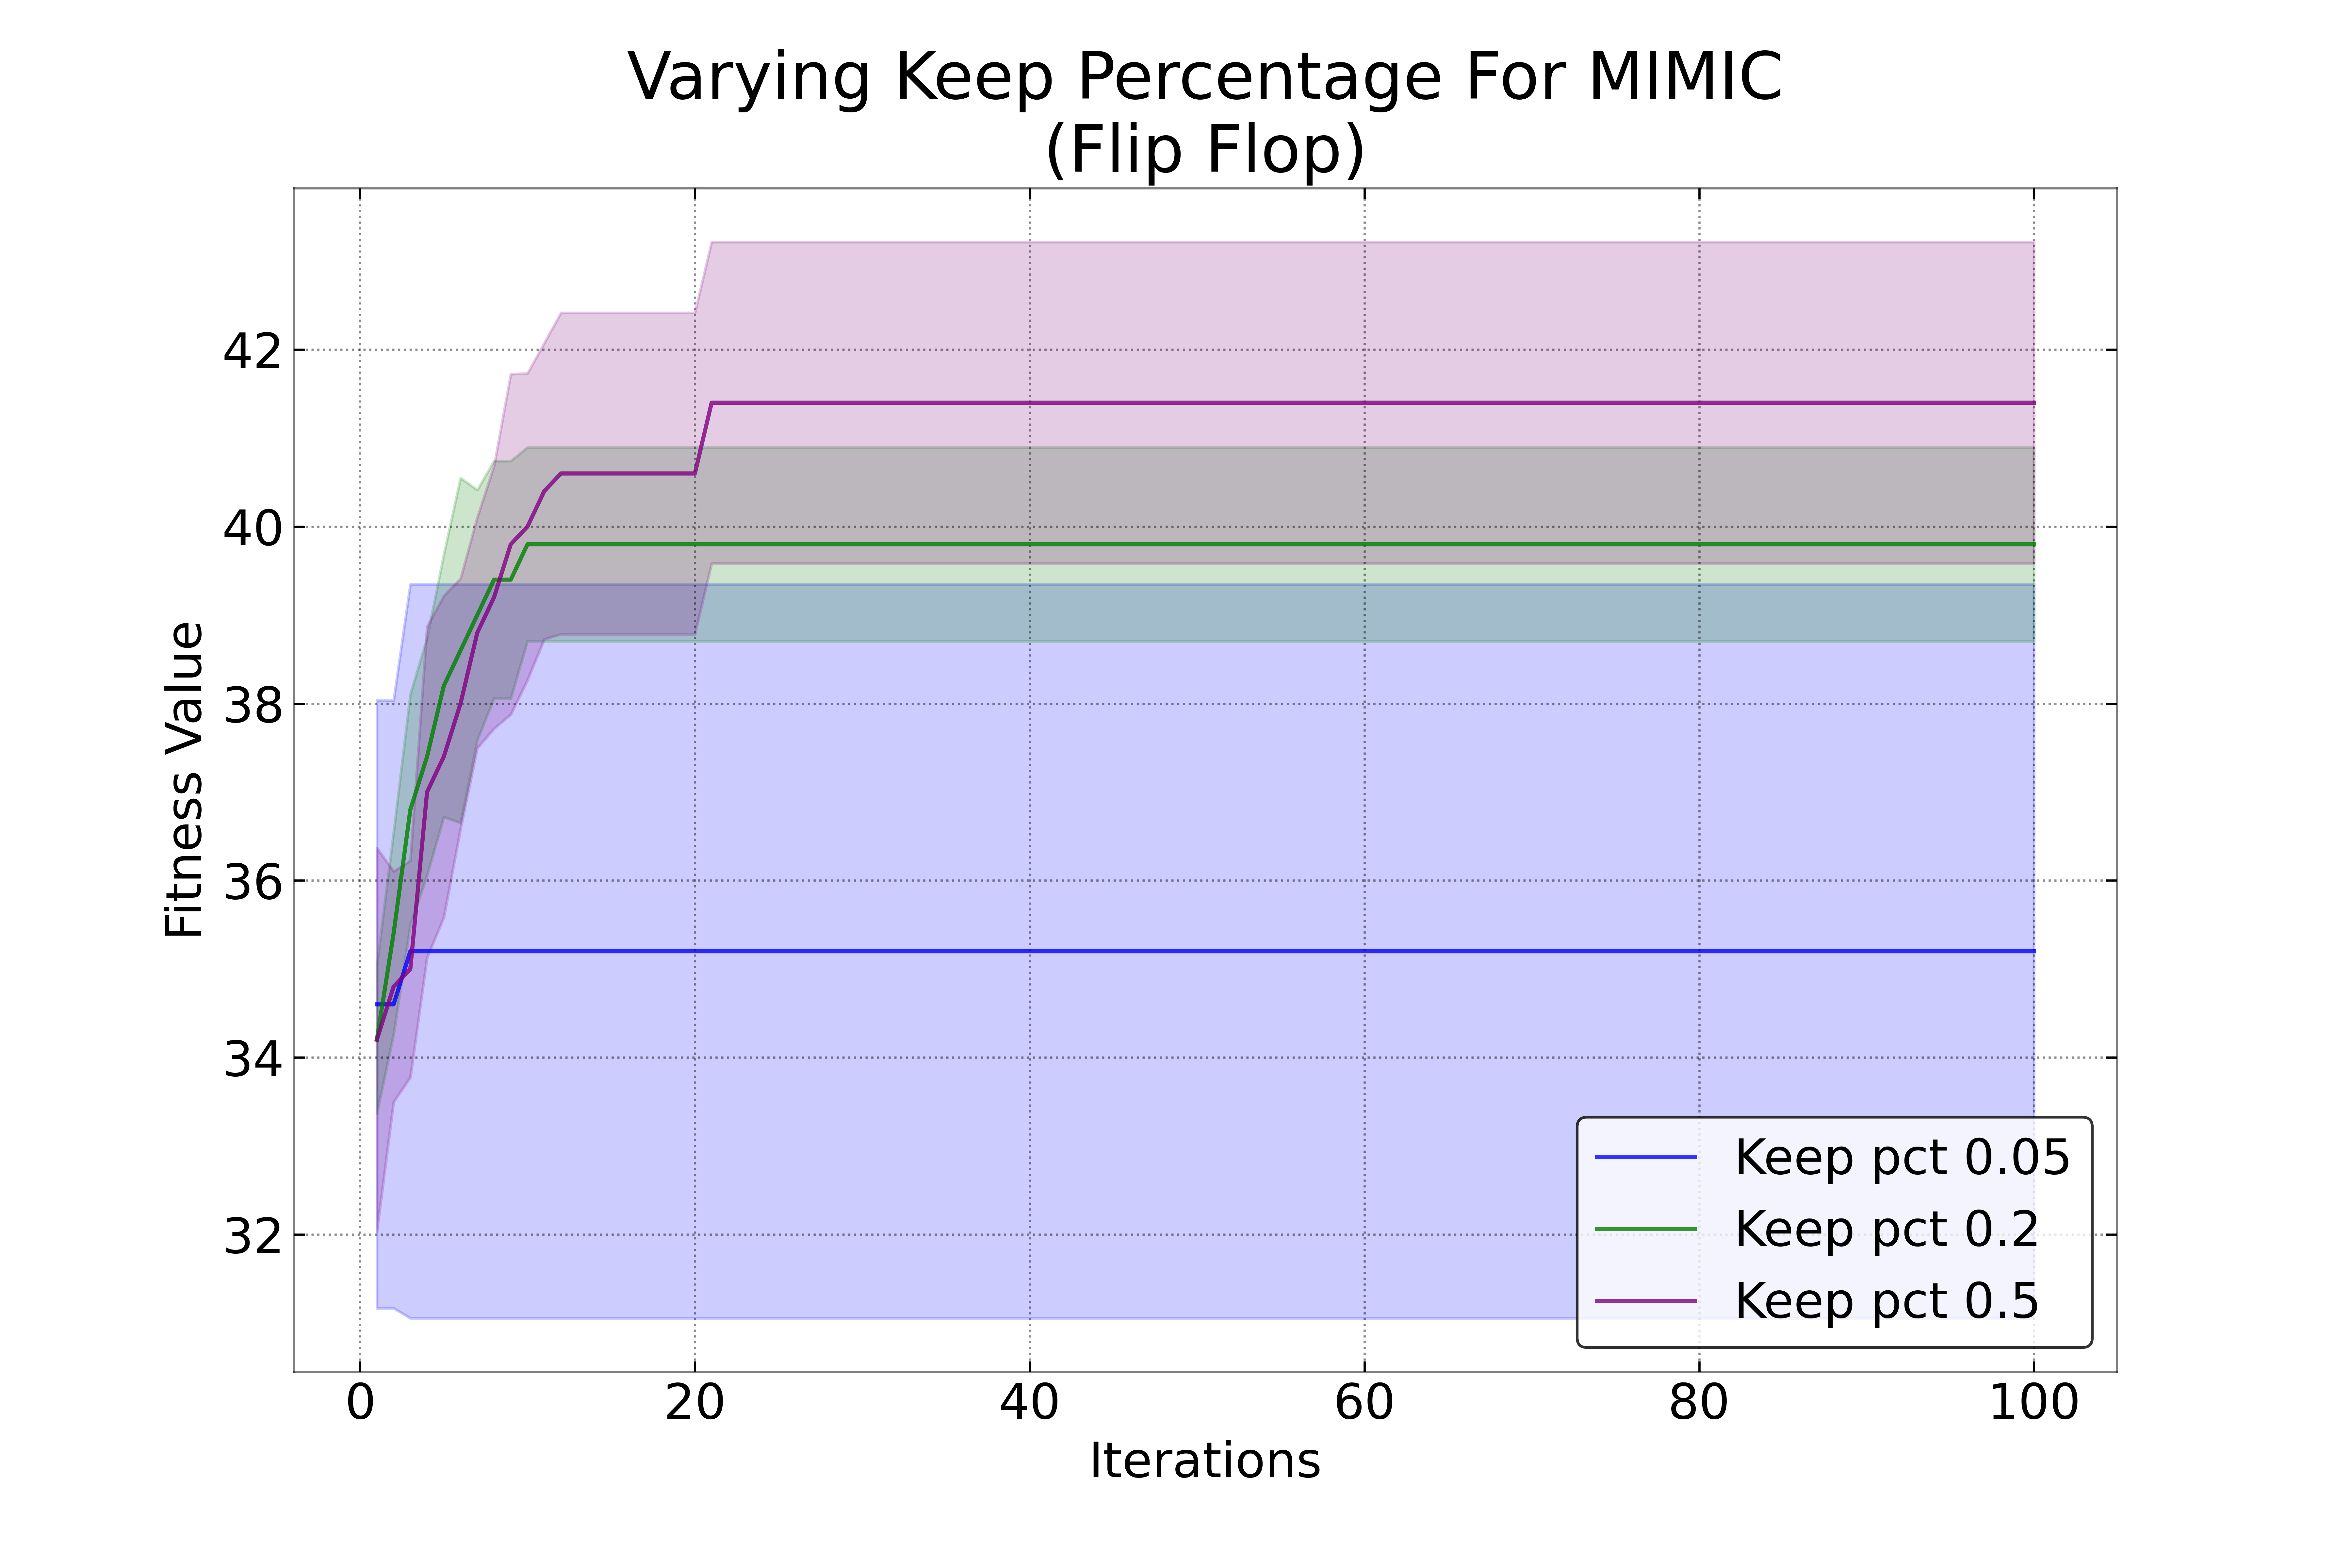 Varying Keep Percentage For MIMIC
(Flip Flop)
Fitness Value
42
40
38
36
34
32
Keep pct 0.05
Keep pct 0.2
Keep pct 0.5
0 20 40 60 80 100
Iterations